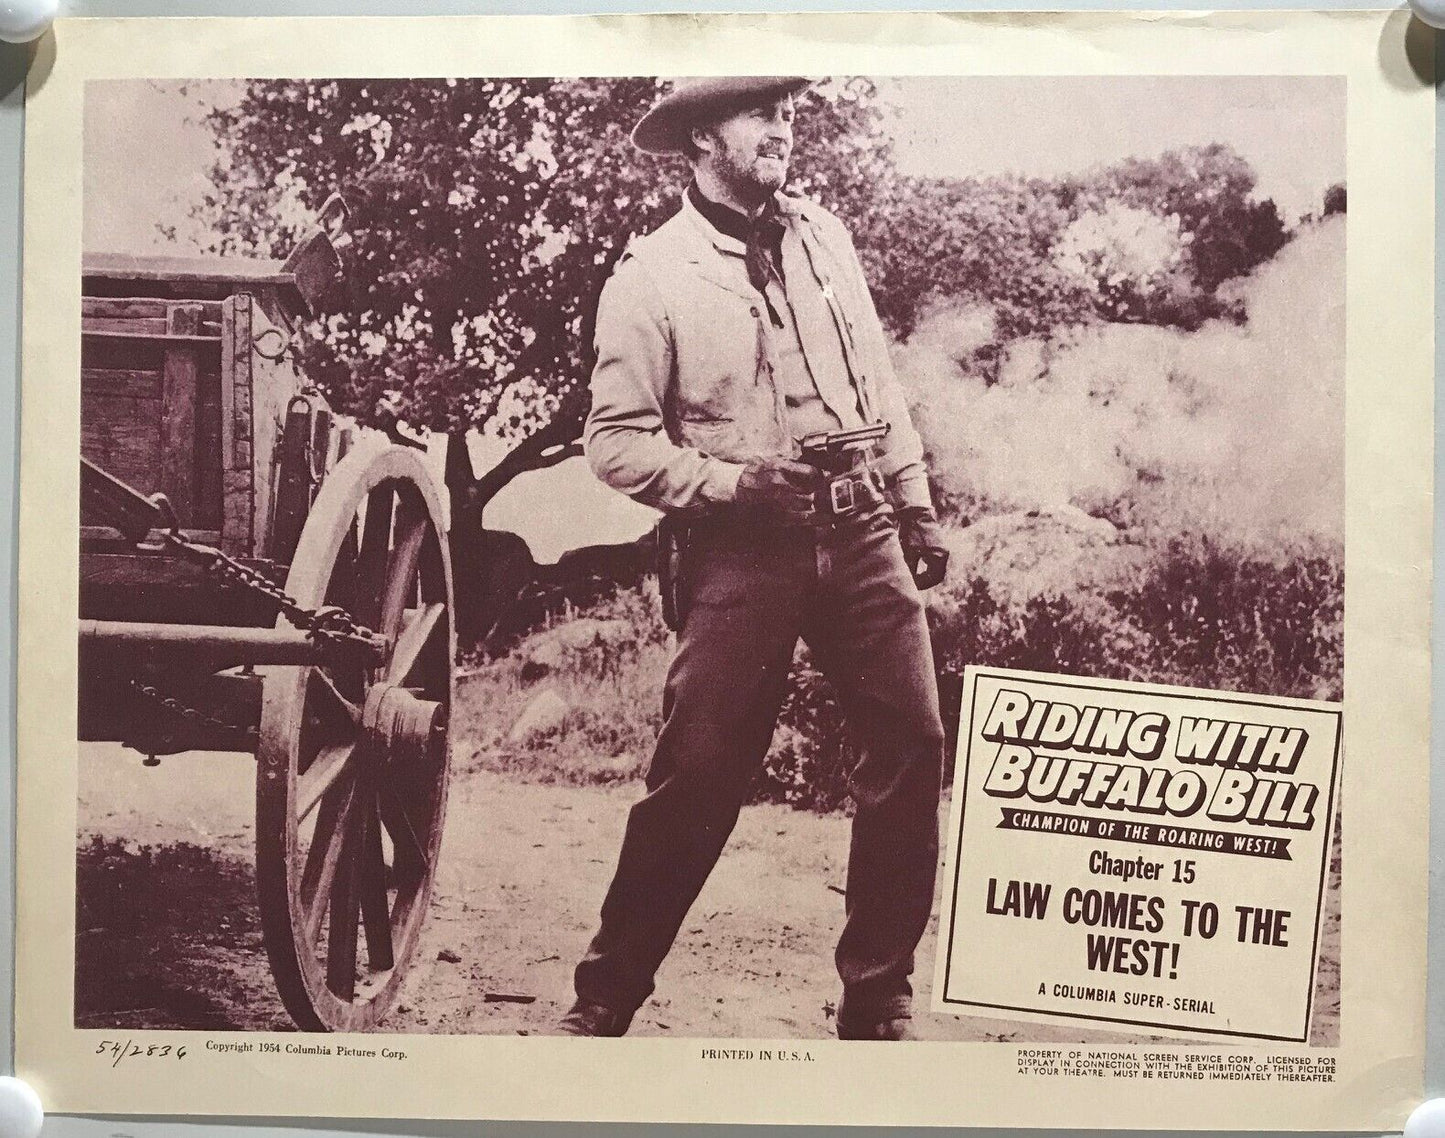 RIDING WITH
BUFFALO BILL
CHAMPION OF THE ROARING WEST!
Chapter 15
LAW COMES TO THE
WEST!
A COLUMBIA SUPER-SERIAL
54/2836
Copyright 1954 Columbia Pictures Corp.
PRINTED IN U. S. A.
PROPERTY OF NATIONAL SCREEN SERVICE CORP. LICENSED FOR
DISPLAY IN CONNECTION WITH THE EXHIBITION OF THIS PICTURE
AT YOUR THEATRE. MUST BE RETURNED IMMEDIATELY THEREAFTER.